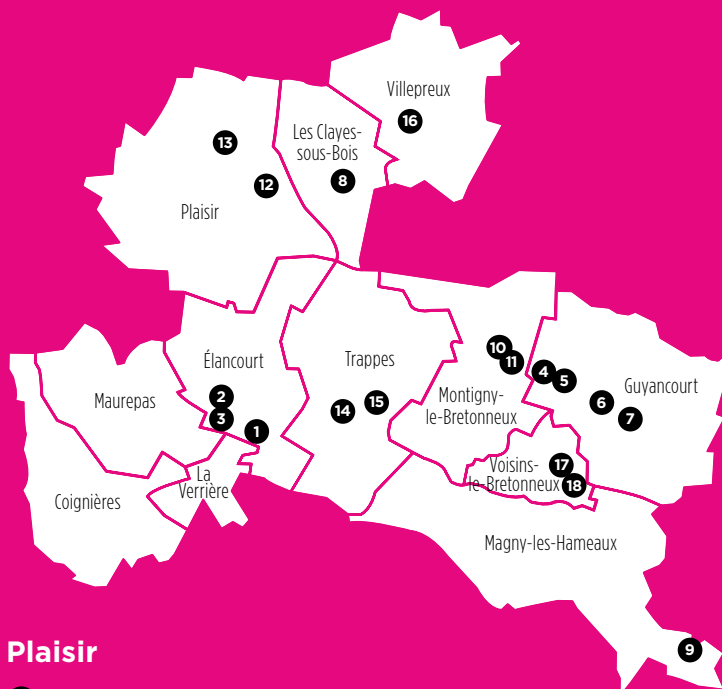 Villepreux
16
Les Clayes-
sous-Bois
8
13
12
Plaisir
Élancourt
2
3
1
Maurepas
Coignières
La
Verrière
Trappes
14
15
10
11
Montigny-
le-Bretonneux
4
5
6
7
Guyancourt
Voisins-
le-Bretonneux
17
18
Magny-les-Hameaux
9
Plaisir